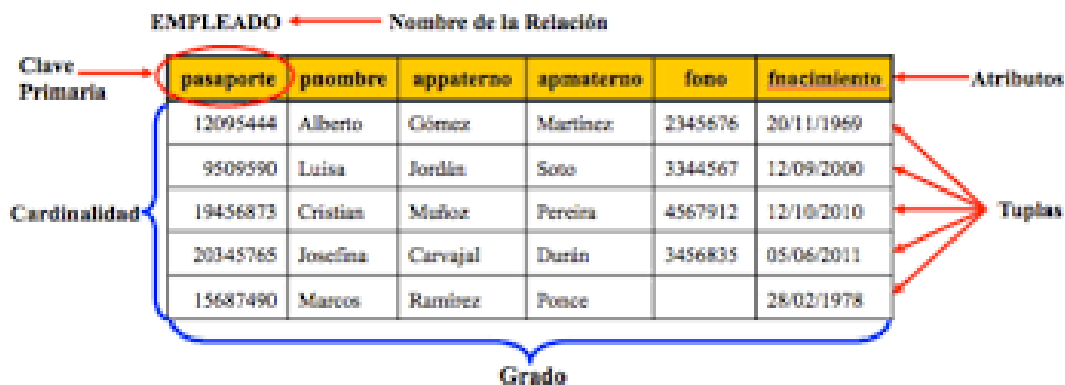 EMPLEADO Nombre de la Relación
Clave Primaria
pasaporte pnombre appaterno apmaterno fono fnacimiento
Atributos
12095444 Alberto Gómez Martínez 2345676 20/11/1969
9509590 Luisa Jordán Soto 3344567 12/09/2000
Cardinalidad
19456873 Cristian Muñoz Pereira 4567912 12/10/2010
Tuplas
20345765 Josefina Carvajal Durán 3456835 05/06/2011
15687490 Marcos Ramírez Ponce 28/02/1978
Grado